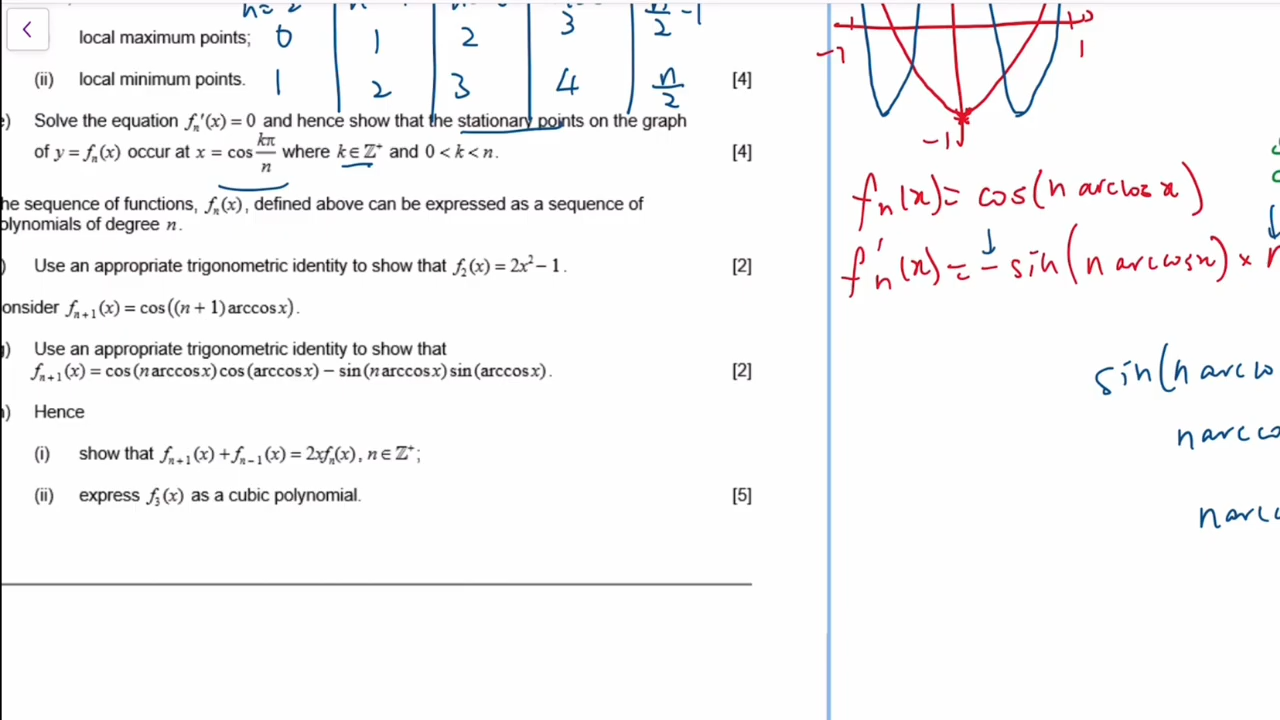 local maximum points; 0 1 2 3 n/2 -1
(ii) local minimum points. 1 2 3 4 n/2 [4]
) Solve the equation fₙ′(x) = 0 and hence show that the stationary points on the graph
of y = fₙ(x) occur at x = cos kπ/n where k ∈ ℤ⁺ and 0 < k < n. [4]
he sequence of functions, fₙ(x), defined above can be expressed as a sequence of
olynomials of degree n.
) Use an appropriate trigonometric identity to show that f₂(x) = 2x² − 1. [2]
onsider fₙ₊₁(x) = cos((n + 1) arccos x).
) Use an appropriate trigonometric identity to show that
fₙ₊₁(x) = cos(n arccos x) cos(arccos x) − sin(n arccos x) sin(arccos x). [2]
) Hence
(i) show that fₙ₊₁(x) + fₙ₋₁(x) = 2xfₙ(x), n ∈ ℤ⁺;
(ii) express f₃(x) as a cubic polynomial. [5]
-1 1
-1
fₙ(x) = cos(n arccos x)
fₙ′(x) = - sin(n arccosx) ×
sin(n arcco
n arcco
n arcc